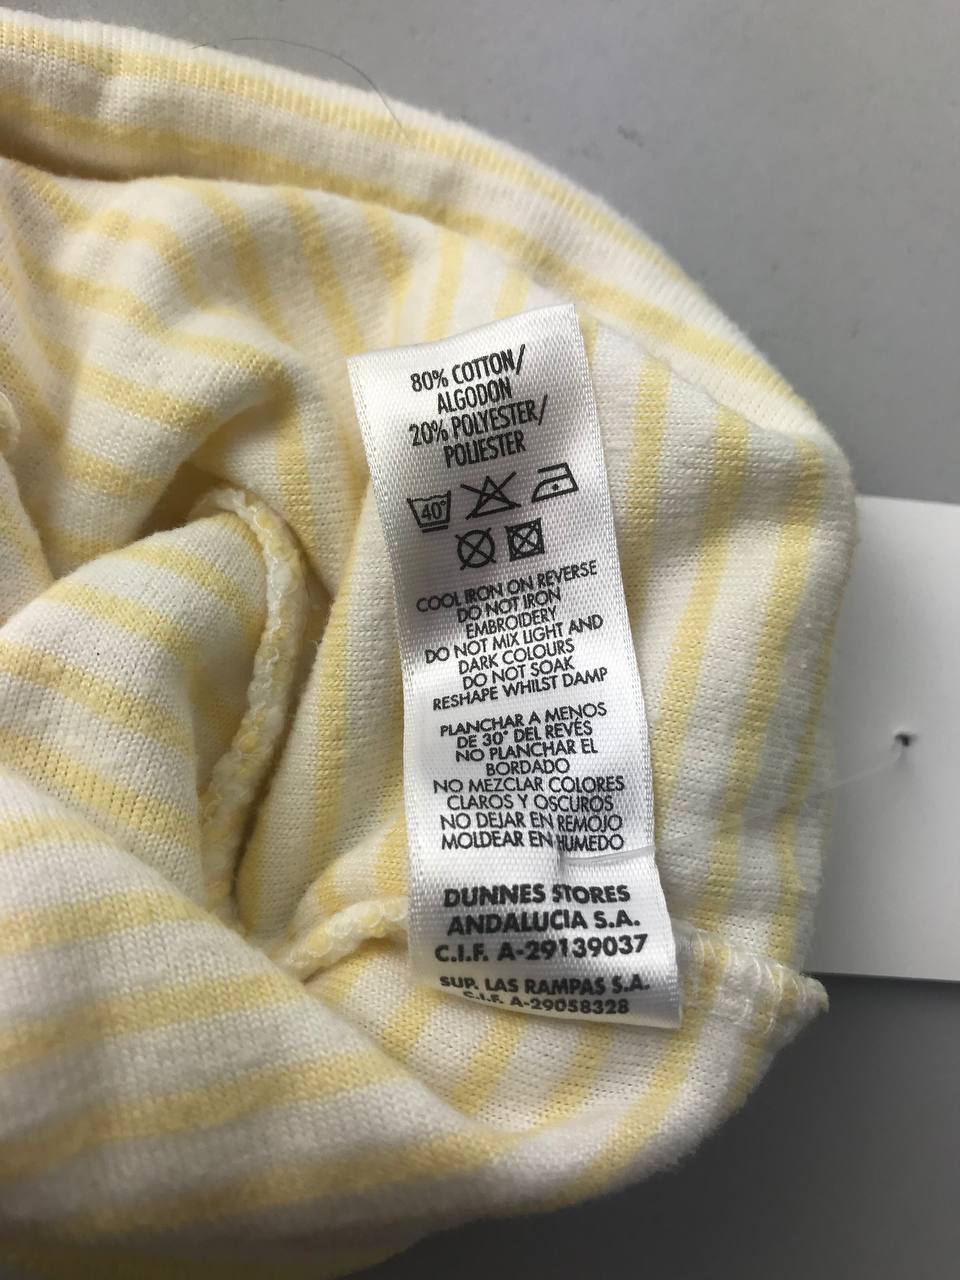 80% COTTON/
ALGODON
20% POLYESTER/
POLIESTER
40°
COOL IRON ON REVERSE
DO NOT IRON
EMBROIDERY
DO NOT MIX LIGHT AND
DARK COLOURS
DO NOT SOAK
RESHAPE WHILST DAMP
PLANCHAR A MENOS
DE 30° DEL REVÉS
NO PLANCHAR EL
BORDADO
NO MEZCLAR COLORES
CLAROS Y OSCUROS
NO DEJAR EN REMOJO
MOLDEAR EN HUMEDO
DUNNES STORES
ANDALUCIA S.A.
C.I.F. A-29139037
SUP. LAS RAMPAS S.A.
C.I.F. A-29058328